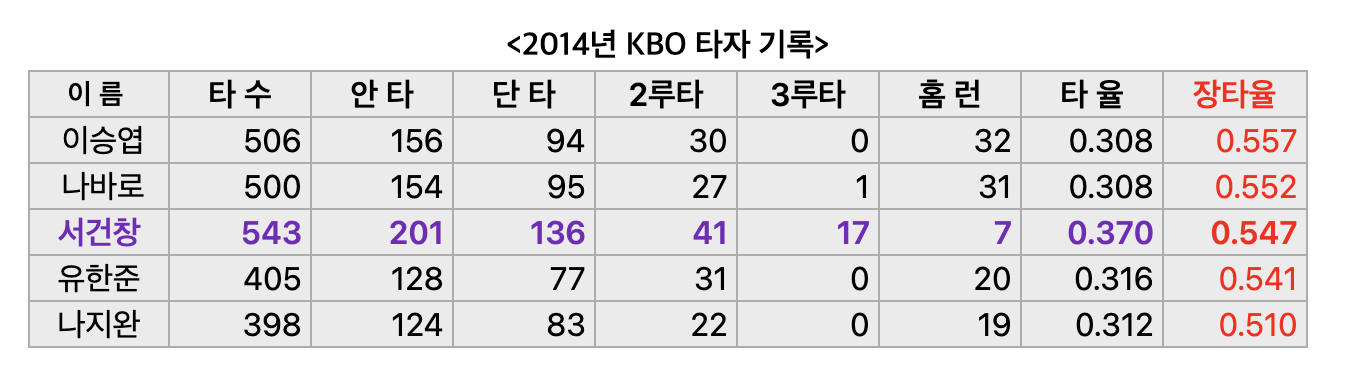 <2014년 KBO 타자 기록>
이 름 타 수 안 타 단 타 2루타 3루타 홈 런 타 율 장타율
이승엽 506 156 94 30 0 32 0.308 0.557
나바로 500 154 95 27 1 31 0.308 0.552
서건창 543 201 136 41 17 7 0.370 0.547
유한준 405 128 77 31 0 20 0.316 0.541
나지완 398 124 83 22 0 19 0.312 0.510